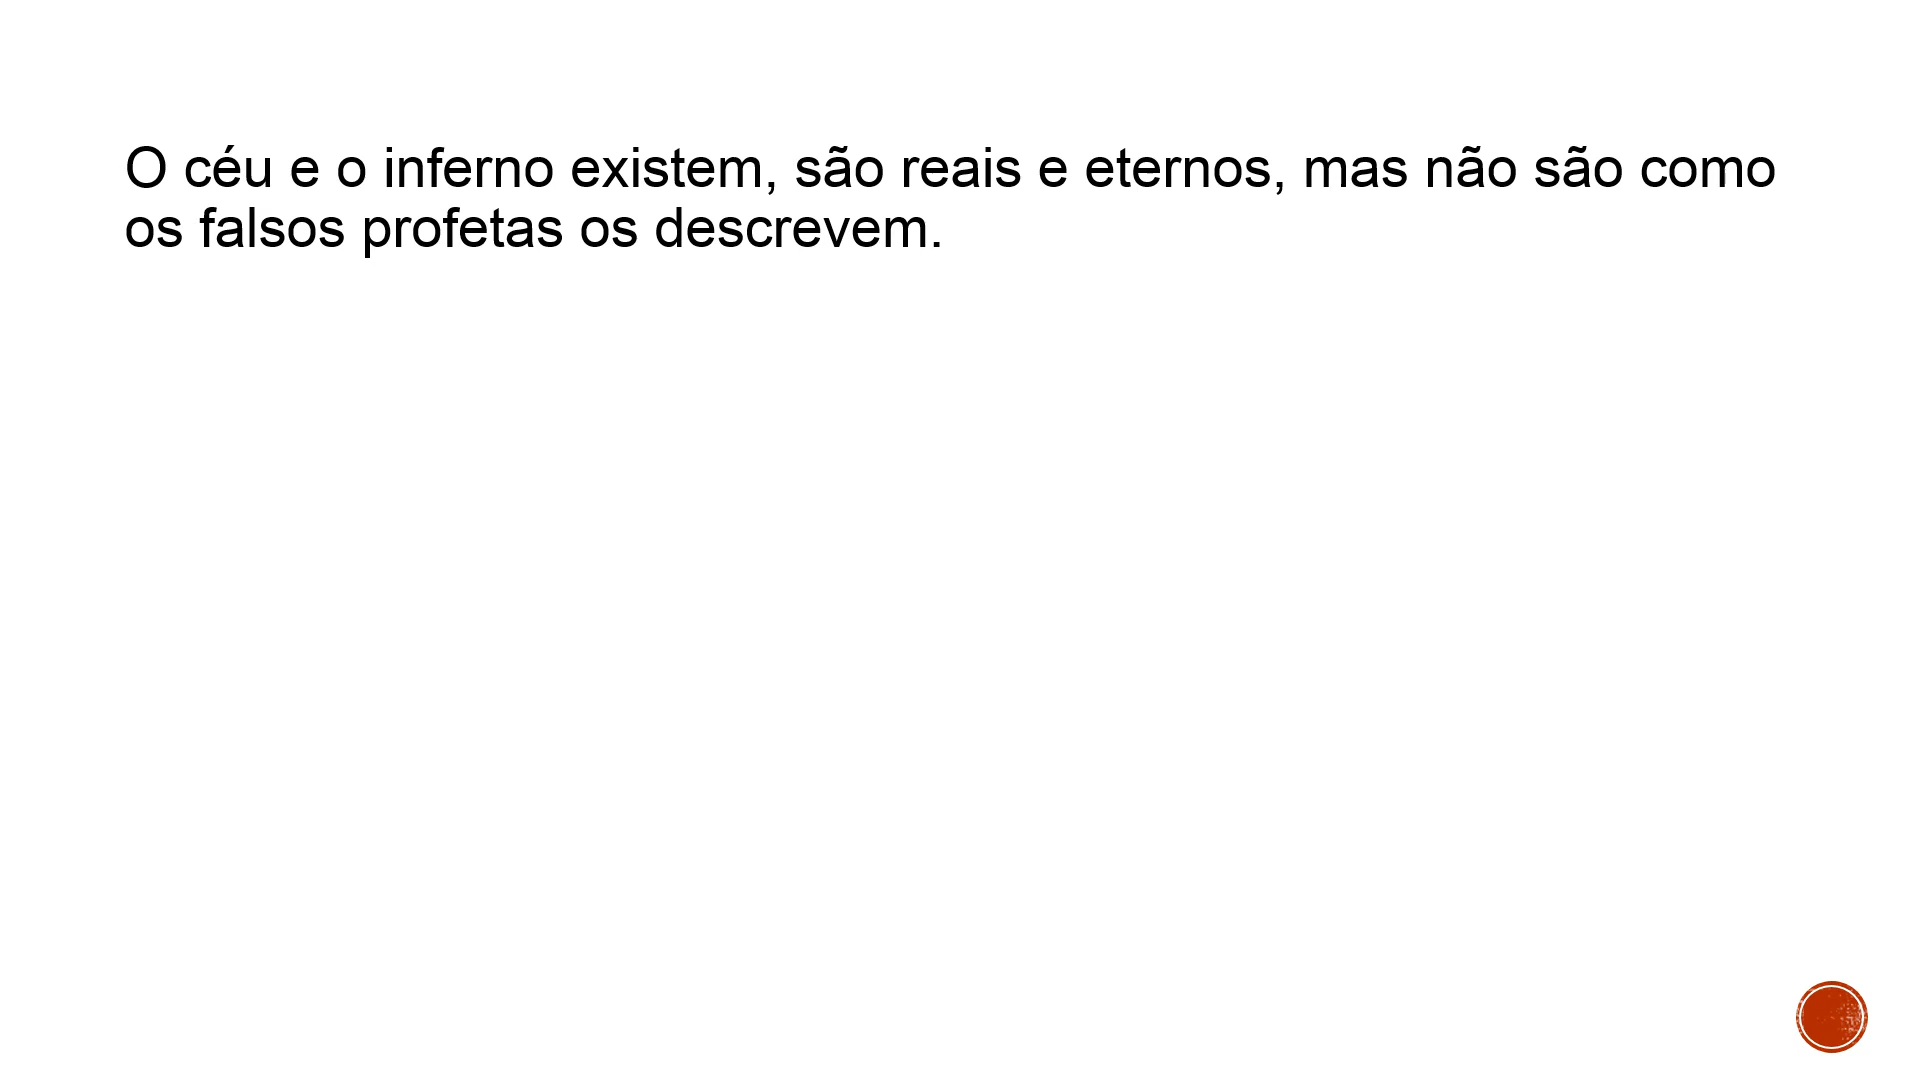 O céu e o inferno existem, são reais e eternos, mas não são como
os falsos profetas os descrevem.